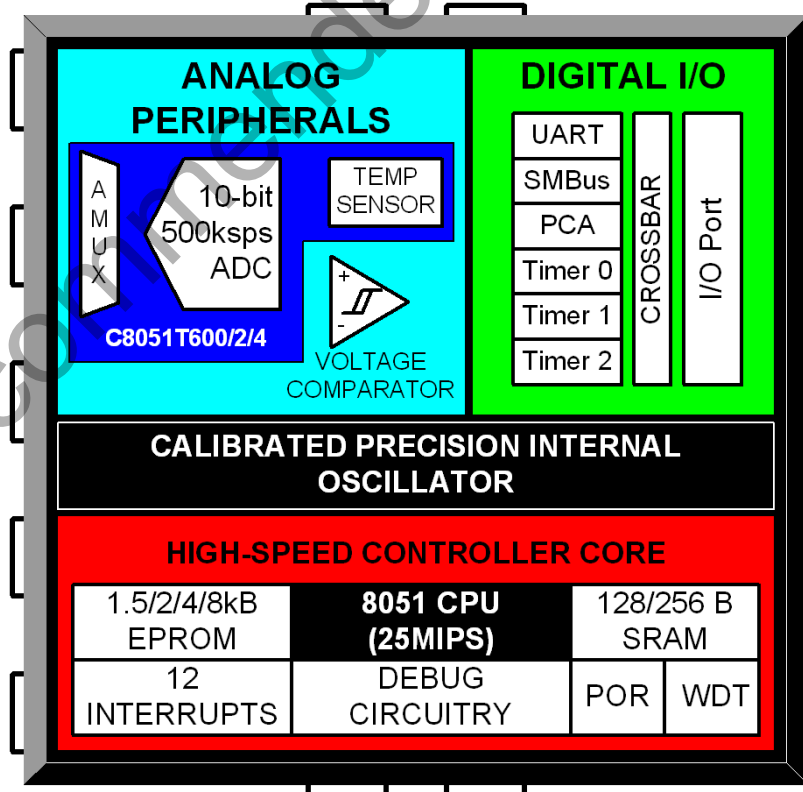 ANALOG
PERIPHERALS
A
M
U
X
10-bit
500ksps
ADC
TEMP
SENSOR
C8051T600/2/4
+
-
VOLTAGE
COMPARATOR
DIGITAL I/O
UART
SMBus
PCA
Timer 0
Timer 1
Timer 2
CROSSBAR
I/O Port
CALIBRATED PRECISION INTERNAL
OSCILLATOR
HIGH-SPEED CONTROLLER CORE
1.5/2/4/8kB
EPROM
8051 CPU
(25MIPS)
128/256 B
SRAM
12
INTERRUPTS
DEBUG
CIRCUITRY
POR
WDT